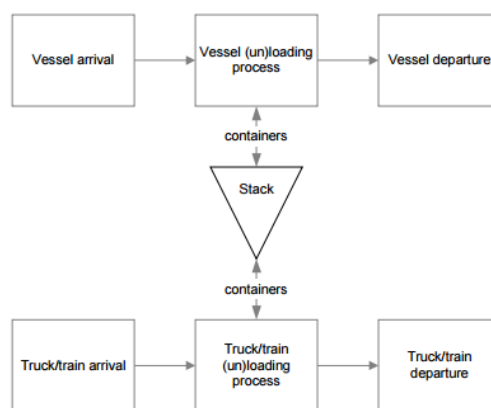 Vessel arrival
Vessel (un)loading
process
Vessel departure
containers
Stack
containers
Truck/train arrival
Truck/train
(un)loading
process
Truck/train
departure